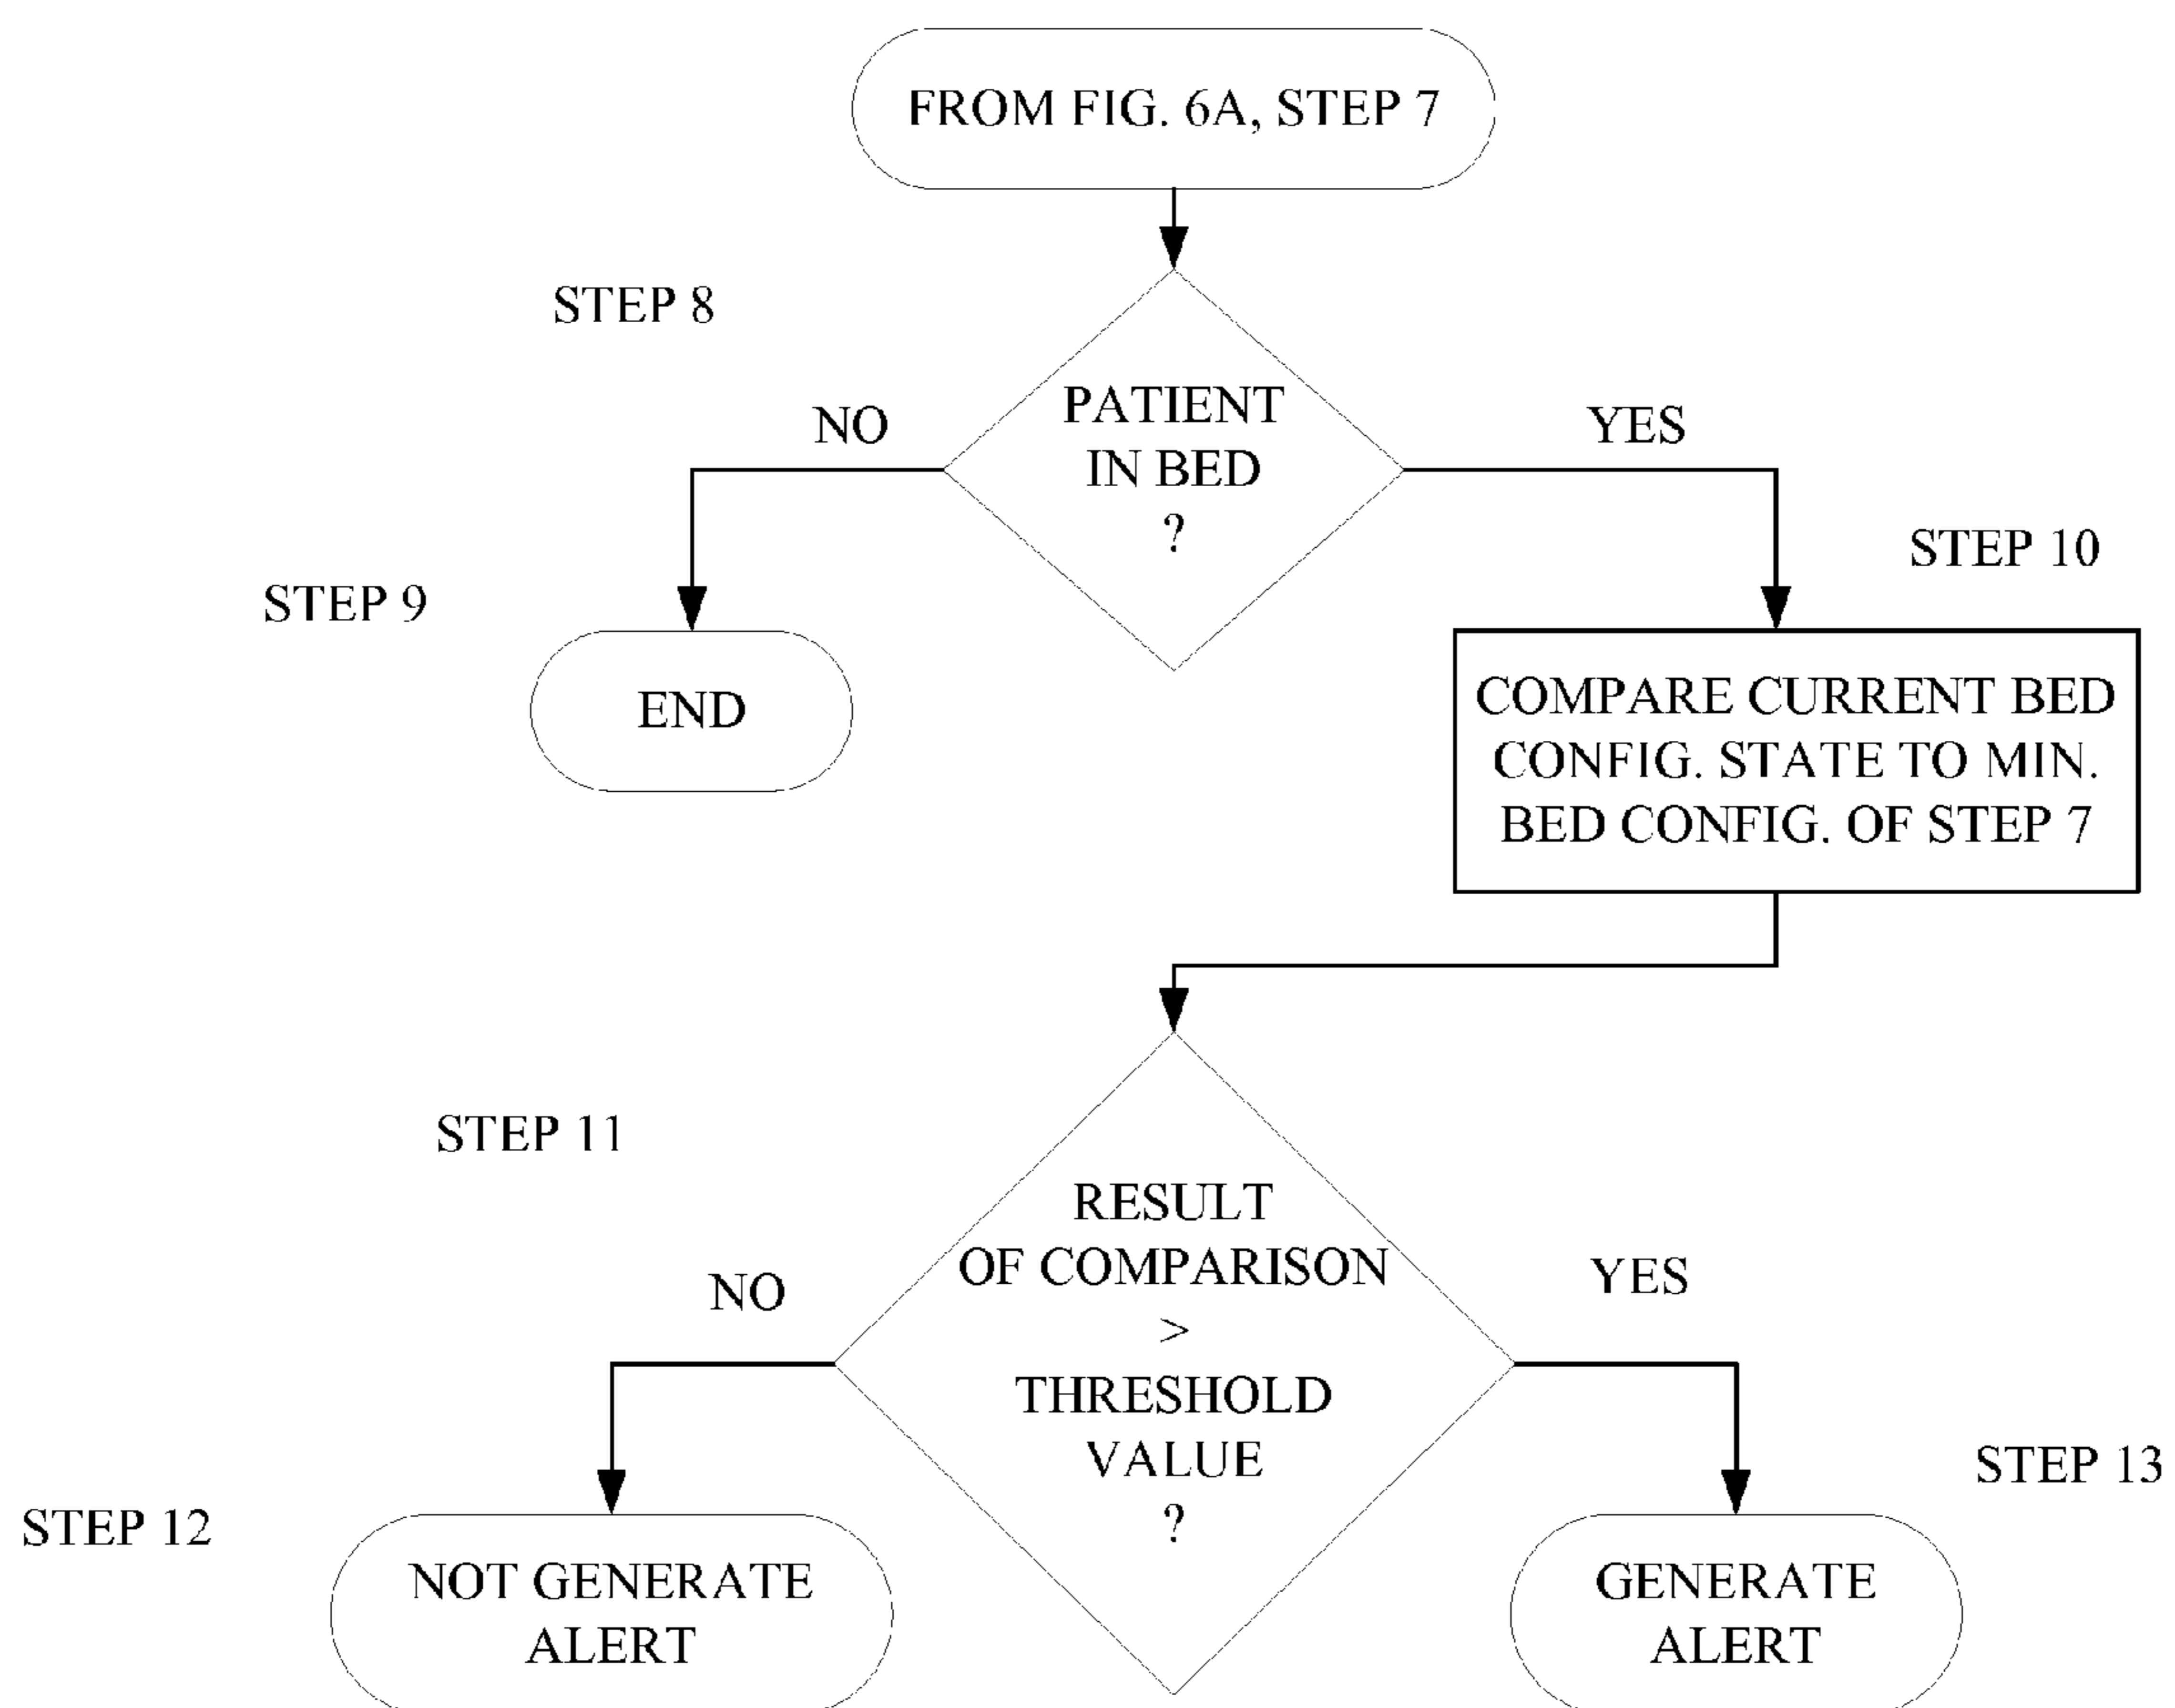 FROM FIG. 6A, STEP 7
STEP 8
PATIENT
IN BED
?
NO
YES
STEP 9
END
STEP 10
COMPARE CURRENT BED
CONFIG. STATE TO MIN.
BED CONFIG. OF STEP 7
STEP 11
RESULT
OF COMPARISON
>
THRESHOLD
VALUE
?
NO
YES
STEP 12
NOT GENERATE
ALERT
STEP 13
GENERATE
ALERT